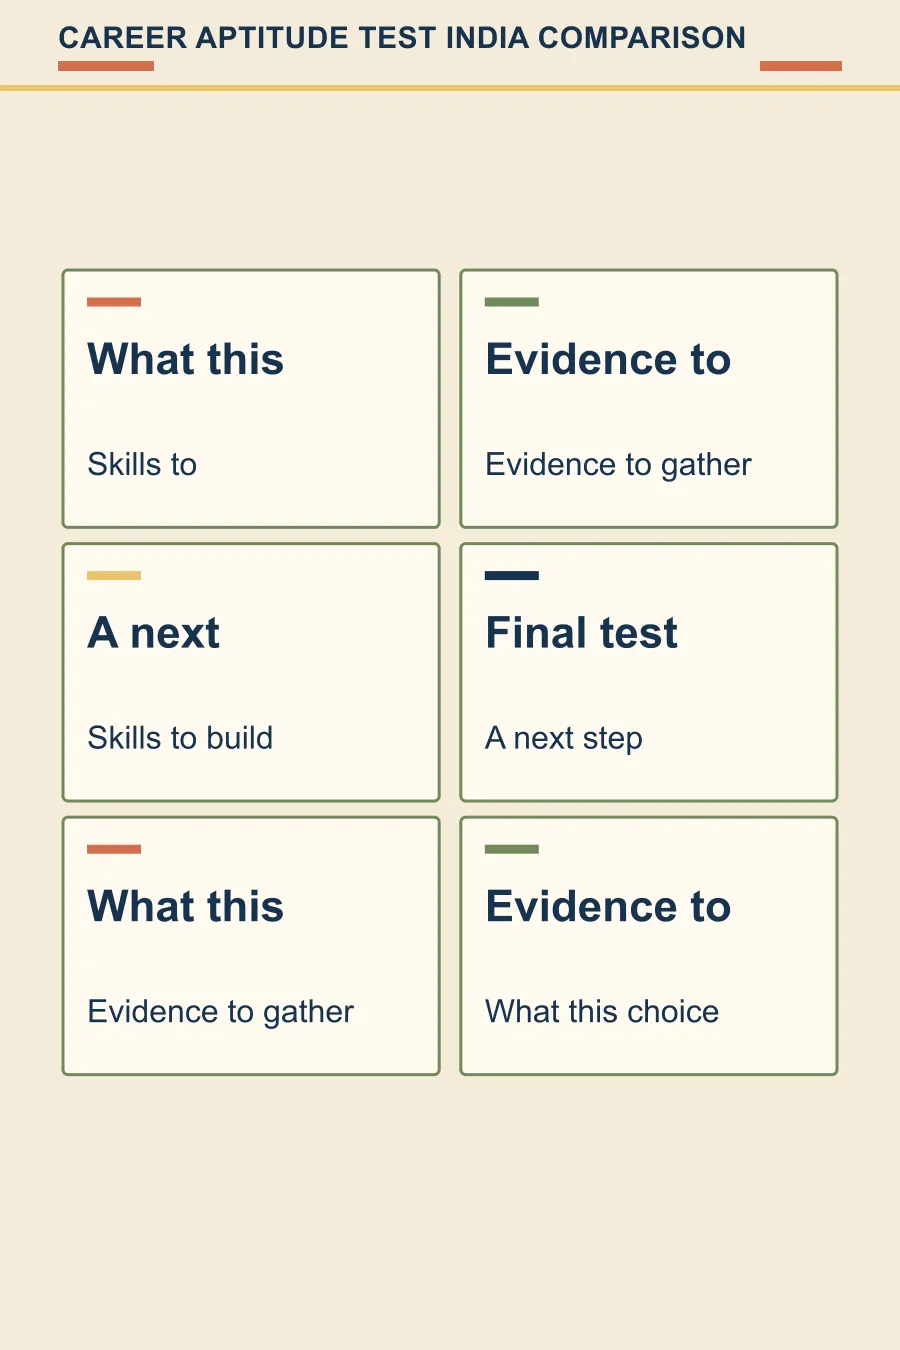 CAREER APTITUDE TEST INDIA COMPARISON
What this
Skills to
Evidence to
Evidence to gather
A next
Skills to build
Final test
A next step
What this
Evidence to gather
Evidence to
What this choice